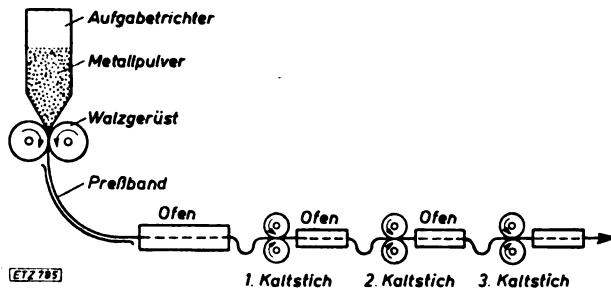 Aufgabetrichter
Metallpulver
Walzgerüst
Preßband
Ofen
Ofen
Ofen
1. Kaltstich
2. Kaltstich
3. Kaltstich
ETZ 785